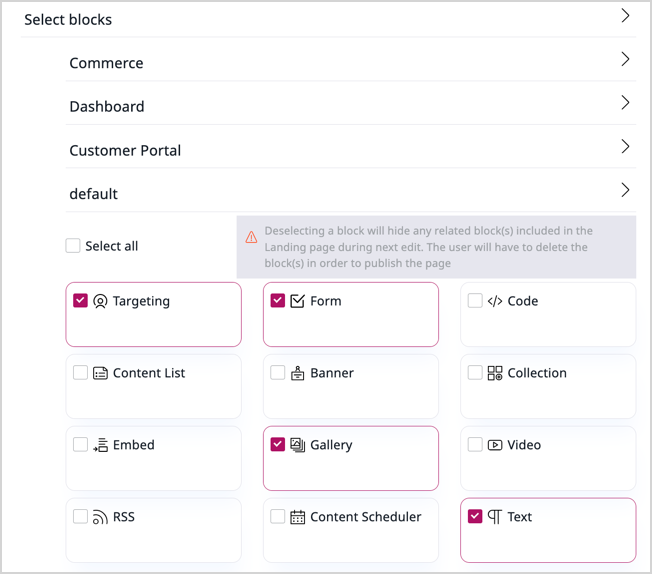 Select blocks
Commerce
Dashboard
Customer Portal
default
Select all
Deselecting a block will hide any related block(s) included in the
Landing page during next edit. The user will have to delete the
block(s) in order to publish the page
Targeting
Form
Code
Content List
Banner
Collection
Embed
Gallery
Video
RSS
Content Scheduler
Text